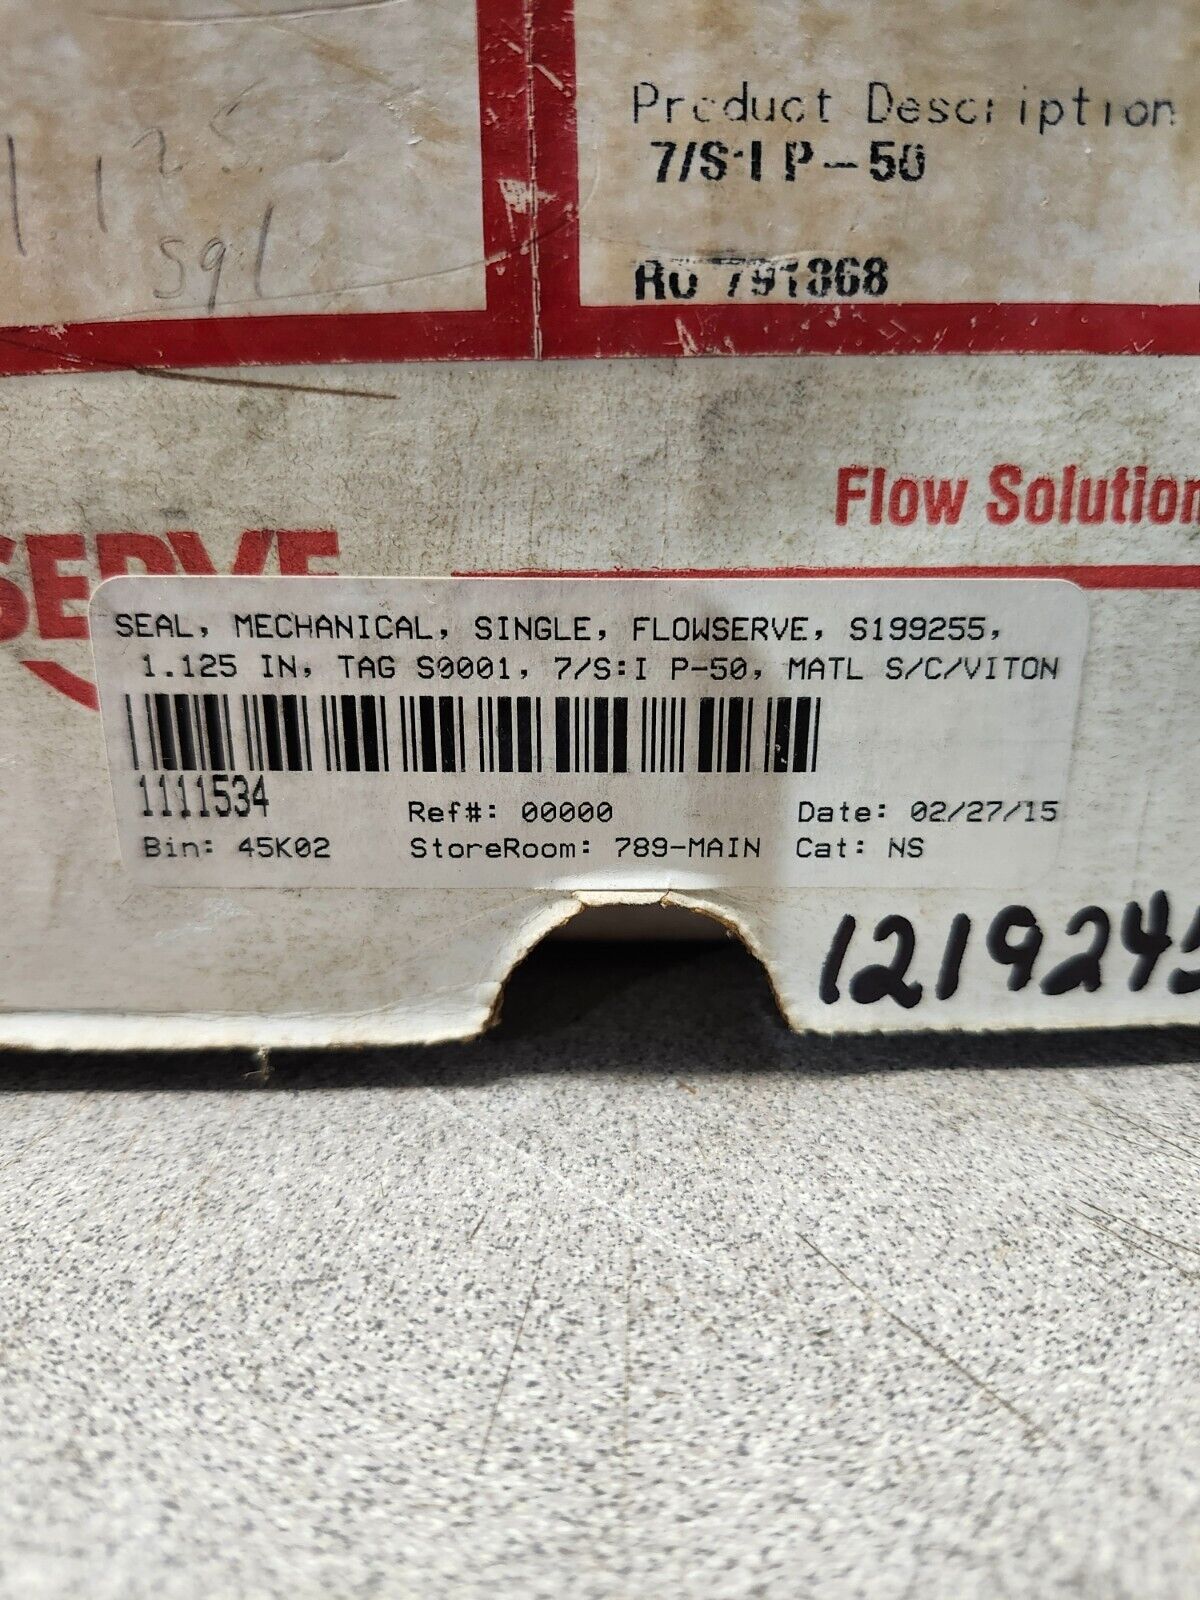 1.125
sgl
Product Description
7/S:I P-50
RO 791868
Flow Solution
SERVE
SEAL, MECHANICAL, SINGLE, FLOWSERVE, S199255,
1.125 IN, TAG S0001, 7/S:I P-50, MATL S/C/VITON
1111534
Ref#: 00000
Date: 02/27/15
Bin: 45K02
StoreRoom: 789-MAIN
Cat: NS
1219245